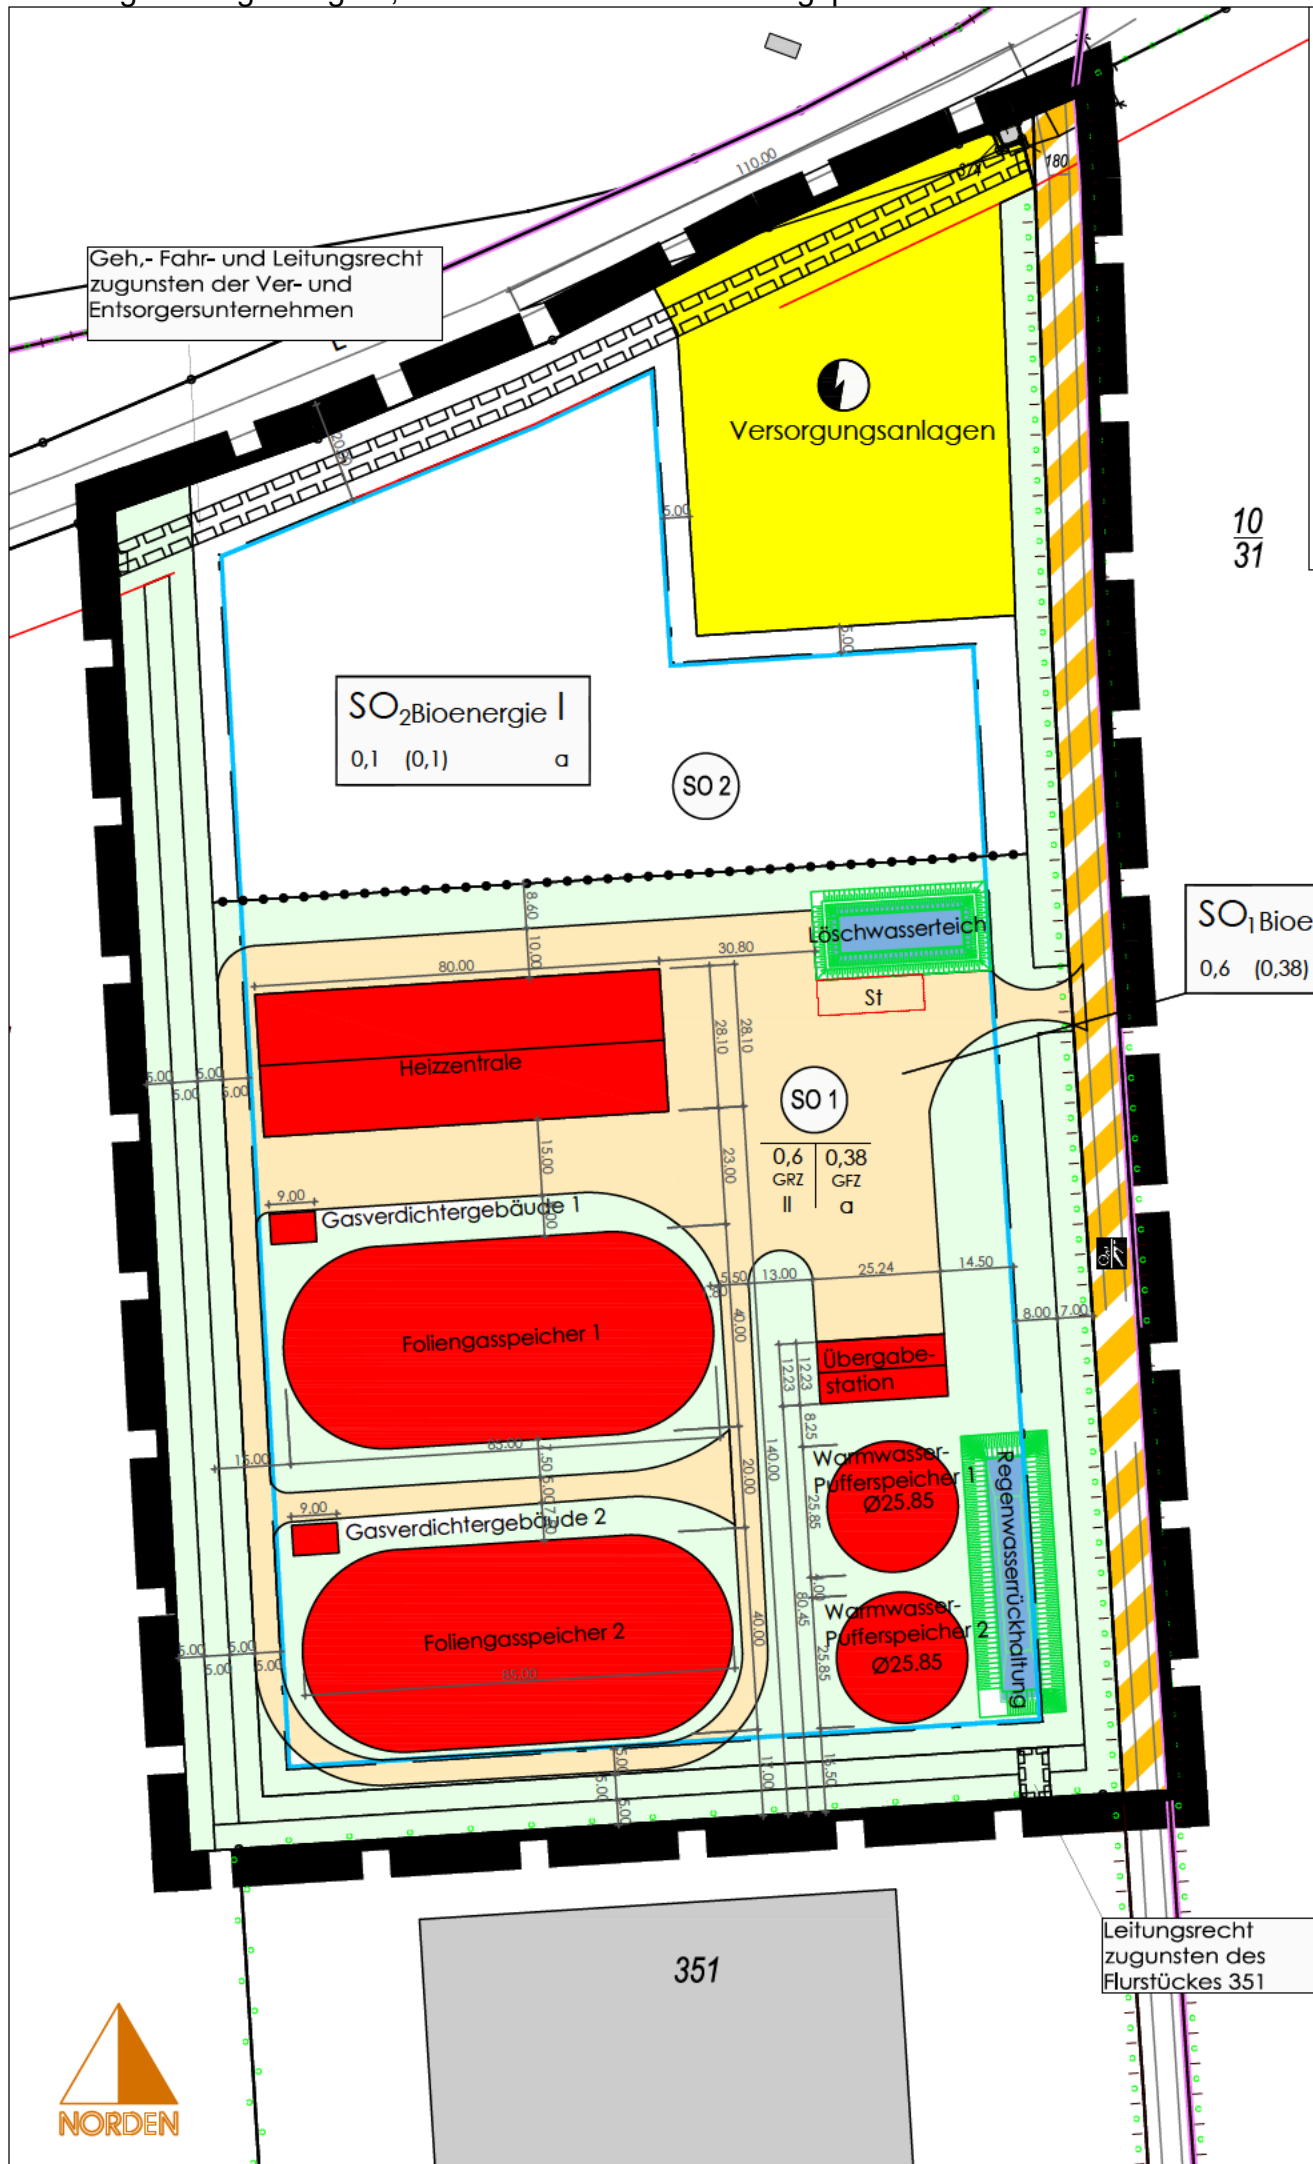 110.00
180
Geh,- Fahr- und Leitungsrecht
zugunsten der Ver- und
Entsorgersunternehmen
Versorgungsanlagen
5.00
5.00
10
31
SO2Bioenergie I
0,1 (0,1) a
SO 2
8.60
10.00
Löschwasserteich
30.80
80.00
St
SO1 Bioe
0,6 (0,38)
Heizzentrale
28.10
28.10
5.00
5.00
5.00
5.00
SO 1
0,6 0,38
GRZ GFZ
II a
15.00
23.00
9.00
Gasverdichtergebäude 1
5.50
13.00
25.24
14.50
8.00
7.00
Foliengasspeicher 1
40.00
Übergabe-
station
12.23
12.23
8.25
85.00
15.00
7.50
5.00
20.00
140.00
Warmwasser-
Pufferspeicher 1
Ø25.85
25.85
Regenwasserrückhaltung
9.00
Gasverdichtergebäude 2
Foliengasspeicher 2
85.00
40.00
80.45
Warmwasser-
Pufferspeicher 2
Ø25.85
25.85
5.00
5.00
5.00
5.00
5.00
5.00
5.00
351
Leitungsrecht
zugunsten des
Flurstückes 351
NORDEN